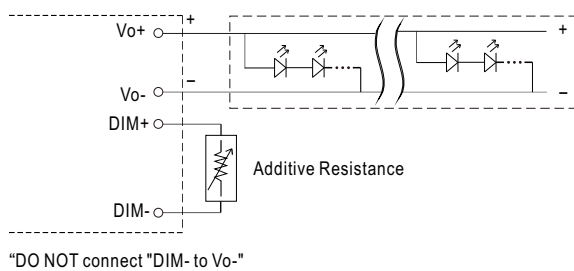 Vo+
+
+
–
Vo-
–
DIM+
Additive Resistance
DIM-
“DO NOT connect "DIM- to Vo-"